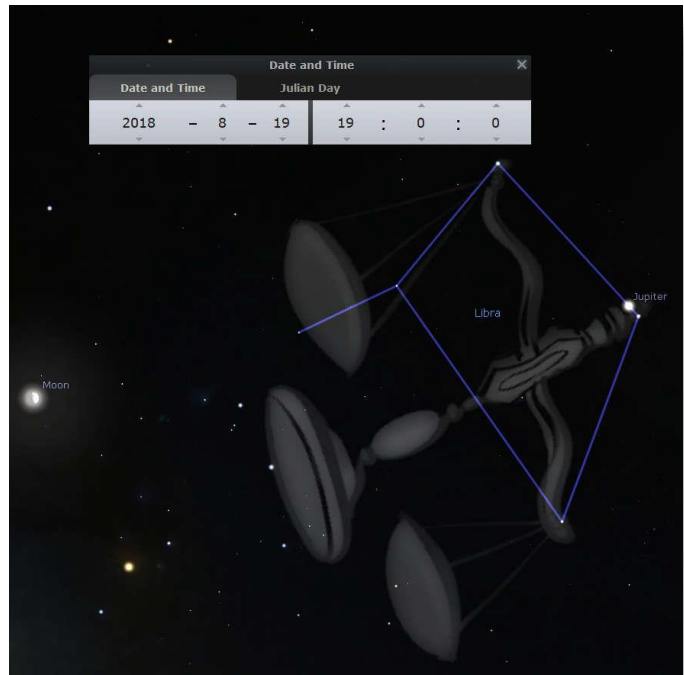 Date and Time
Date and Time Julian Day
2018 – 8 – 19 19 : 0 : 0
Jupiter
Libra
Moon